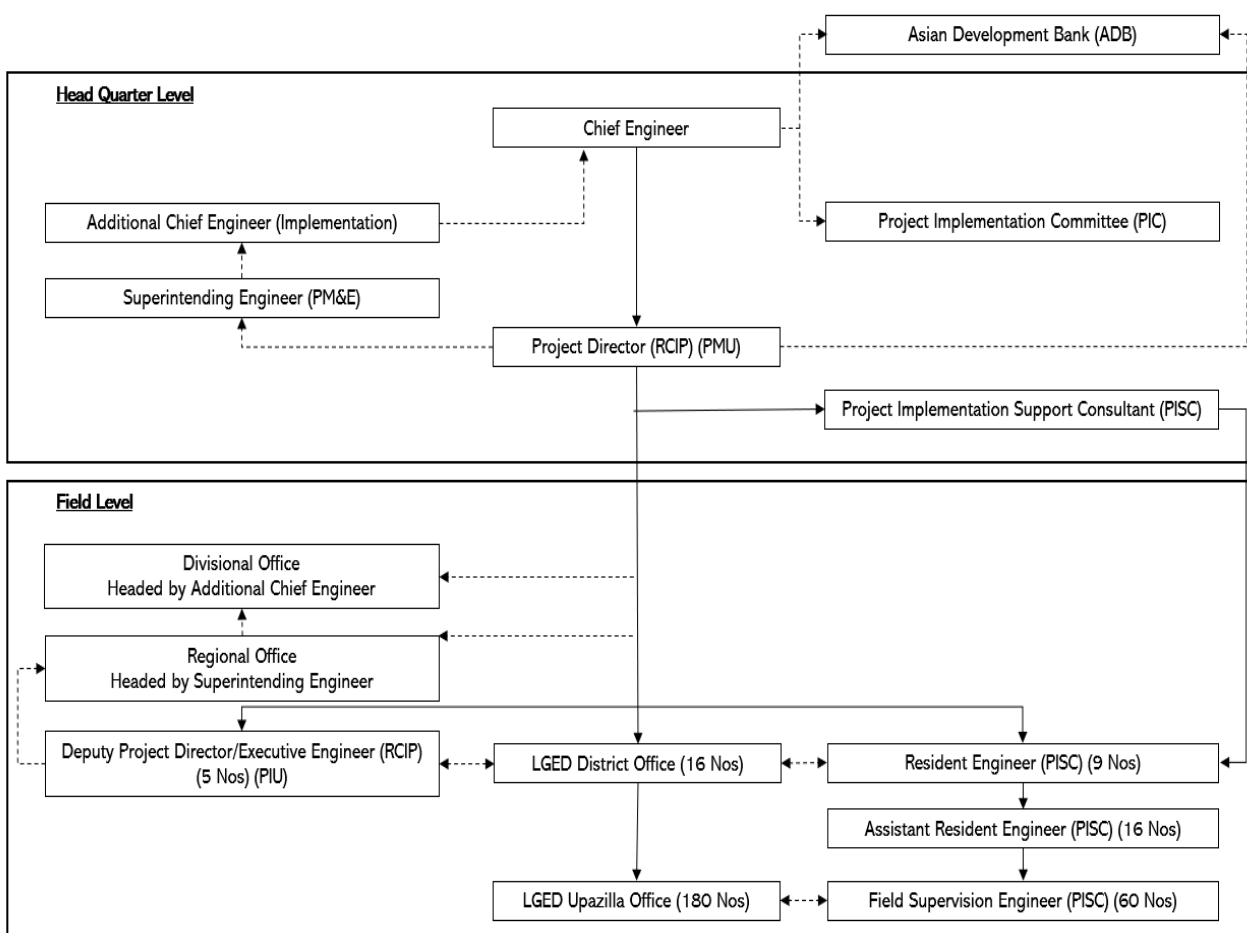 Asian Development Bank (ADB)
Head Quarter Level
Chief Engineer
Additional Chief Engineer (Implementation)
Project Implementation Committee (PIC)
Superintending Engineer (PM&E)
Project Director (RCIP) (PMU)
Project Implementation Support Consultant (PISC)
Field Level
Divisional Office
Headed by Additional Chief Engineer
Regional Office
Headed by Superintending Engineer
Deputy Project Director/Executive Engineer (RCIP)
(5 Nos) (PIU)
LGED District Office (16 Nos)
Resident Engineer (PISC) (9 Nos)
Assistant Resident Engineer (PISC) (16 Nos)
LGED Upazilla Office (180 Nos)
Field Supervision Engineer (PISC) (60 Nos)